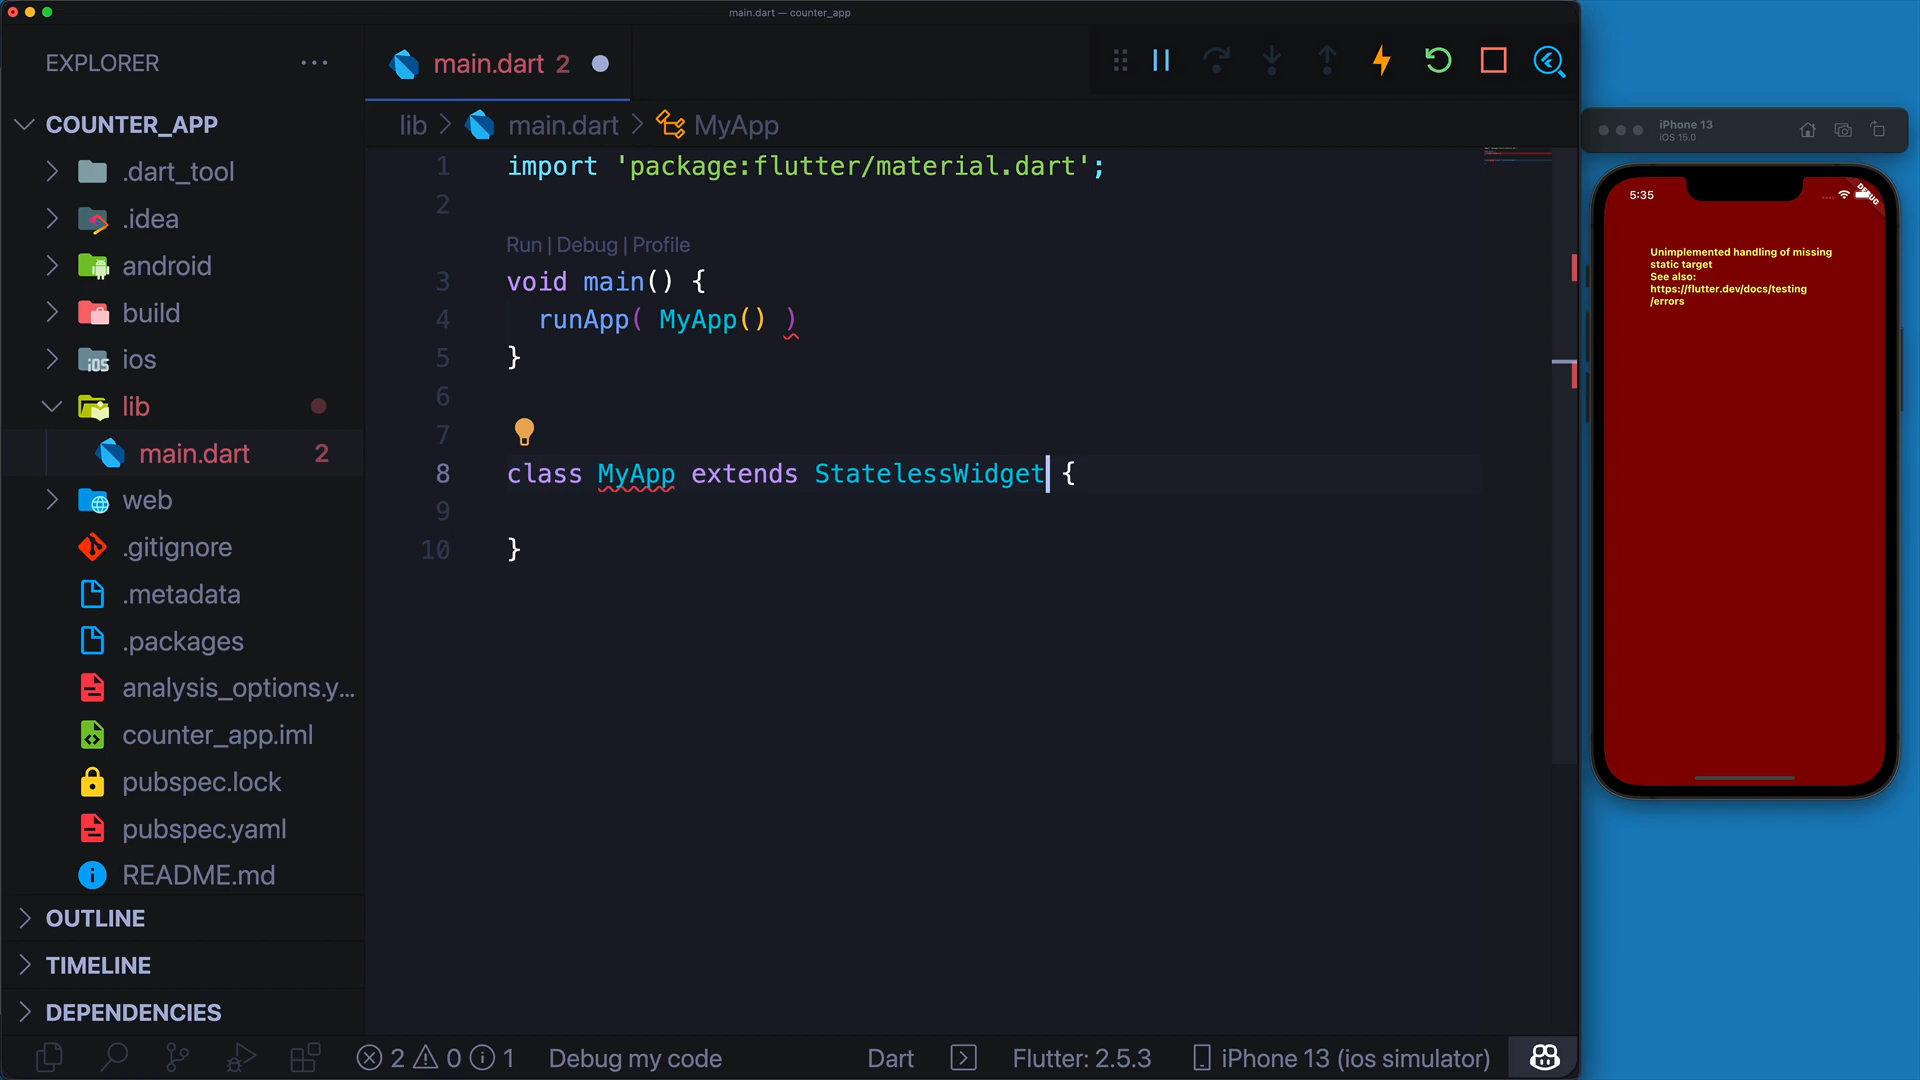 main.dart — counter_app
EXPLORER
COUNTER_APP
.dart_tool
.idea
android
build
ios
lib
main.dart 2
web
.gitignore
.metadata
.packages
analysis_options.y...
counter_app.iml
pubspec.lock
pubspec.yaml
README.md
OUTLINE
TIMELINE
DEPENDENCIES
main.dart 2
lib > main.dart > MyApp
1 import 'package:flutter/material.dart';
2
Run | Debug | Profile
3 void main() {
4 runApp( MyApp() )
5 }
6
7
8 class MyApp extends StatelessWidget {
9
10 }
2 0 1 Debug my code Dart Flutter: 2.5.3 iPhone 13 (ios simulator)
iPhone 13
iOS 15.0
5:35
DEBUG
Unimplemented handling of missing
static target
See also:
https://flutter.dev/docs/testing
/errors